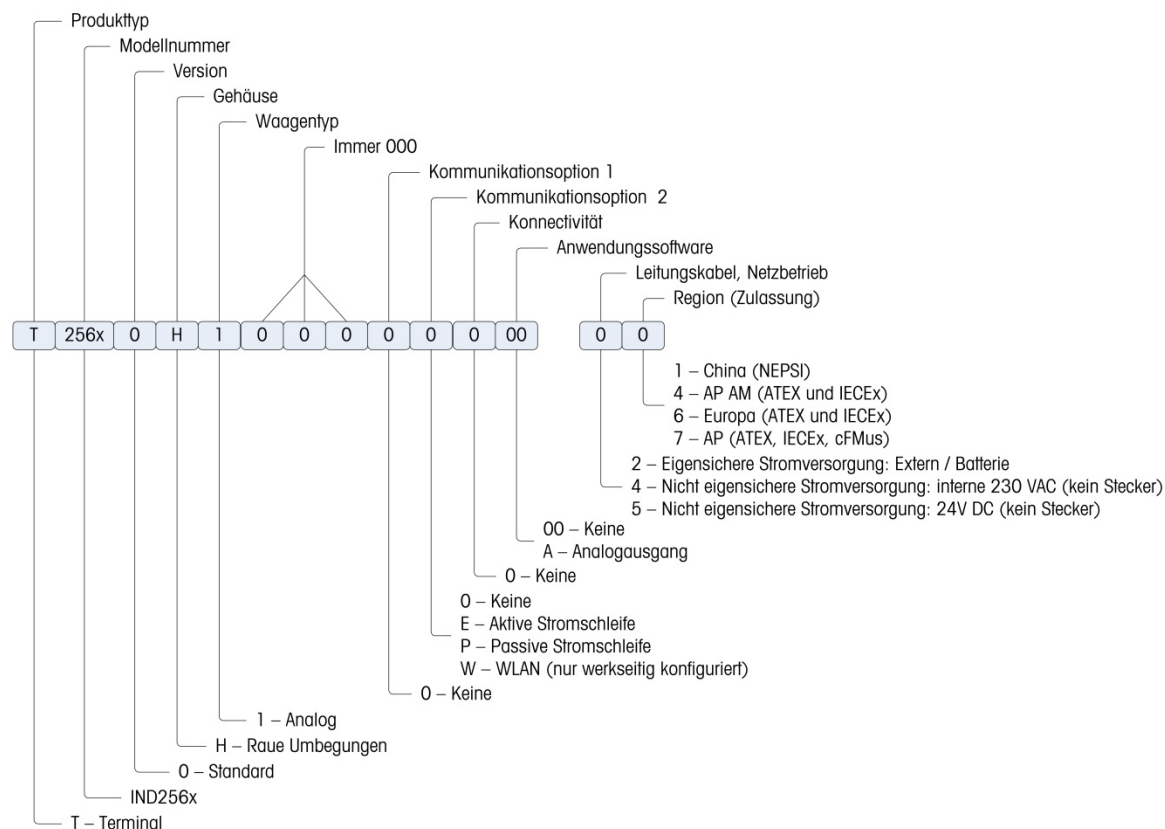 Produkttyp
Modellnummer
Version
Gehäuse
Waagentyp
Immer 000
Kommunikationsoption 1
Kommunikationsoption 2
Konnectivität
Anwendungssoftware
Leitungskabel, Netzbetrieb
Region (Zulassung)
T 256x 0 H 1 0 0 0 0 0 0 00 0 0
1 – China (NEPSI)
4 – AP AM (ATEX und IECEx)
6 – Europa (ATEX und IECEx)
7 – AP (ATEX, IECEx, cFMus)
2 – Eigensichere Stromversorgung: Extern / Batterie
4 – Nicht eigensichere Stromversorgung: interne 230 VAC (kein Stecker)
5 – Nicht eigensichere Stromversorgung: 24V DC (kein Stecker)
00 – Keine
A – Analogausgang
0 – Keine
0 – Keine
E – Aktive Stromschleife
P – Passive Stromschleife
W – WLAN (nur werkseitig konfiguriert)
0 – Keine
1 – Analog
H – Raue Umbegungen
0 – Standard
IND256x
T – Terminal